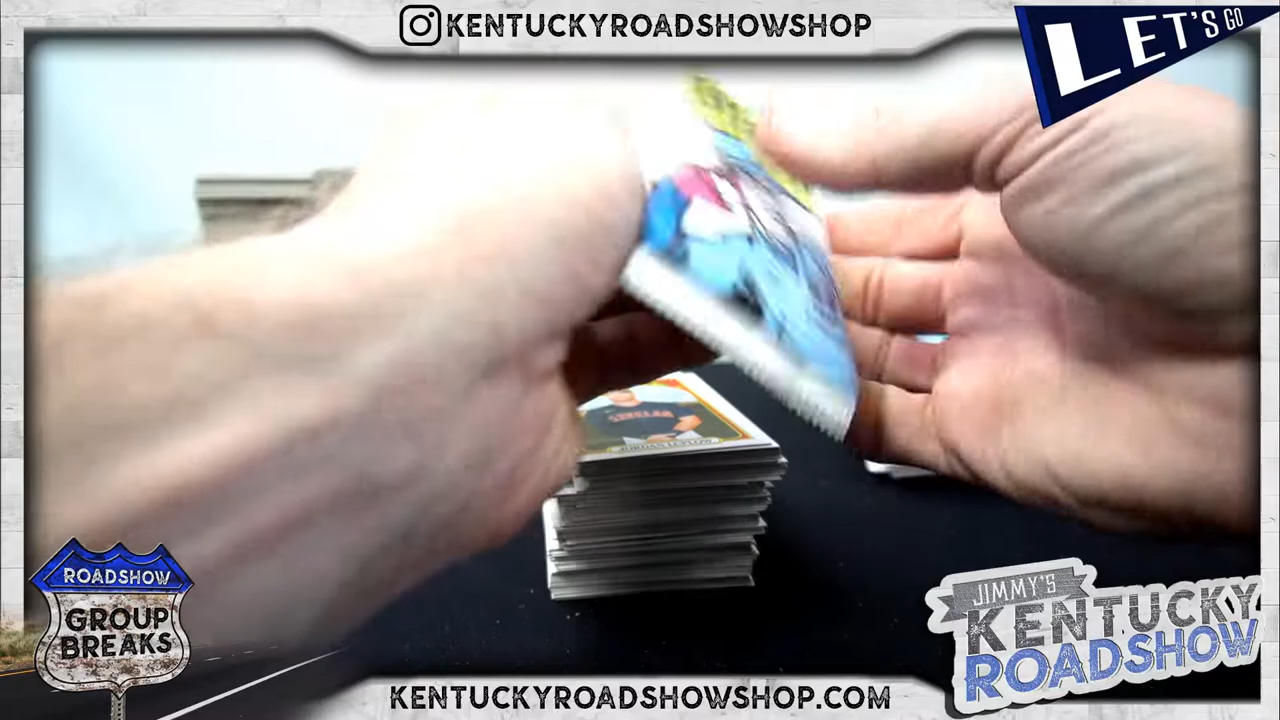 KENTUCKYROADSHOWSHOP
LET'S GO
ROADSHOW
GROUP
BREAKS
JIMMY'S
KENTUCKY
ROADSHOW
KENTUCKYROADSHOWSHOP.COM